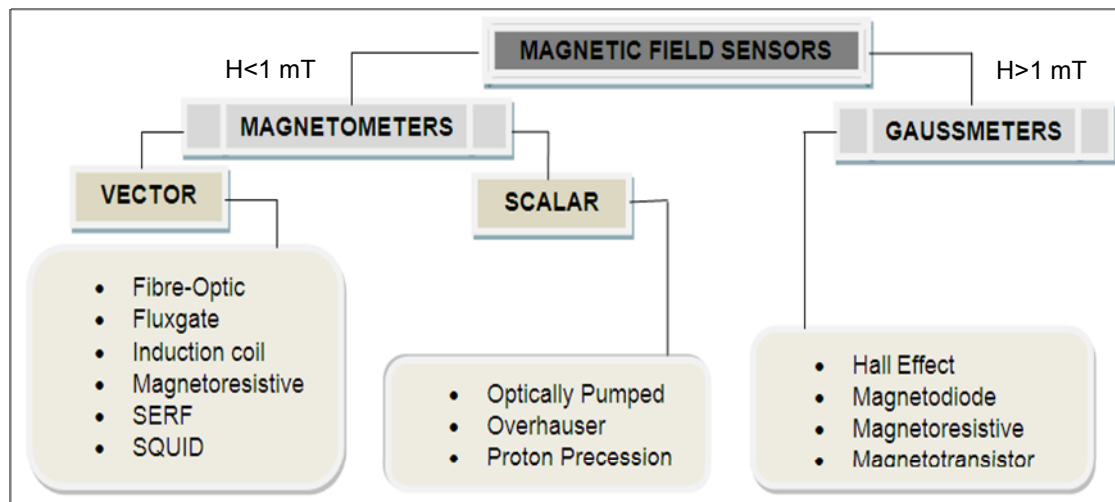 MAGNETIC FIELD SENSORS
H<1 mT
H>1 mT
MAGNETOMETERS
GAUSSMETERS
VECTOR
SCALAR
• Fibre-Optic
• Fluxgate
• Induction coil
• Magnetoresistive
• SERF
• SQUID
• Optically Pumped
• Overhauser
• Proton Precession
• Hall Effect
• Magnetodiode
• Magnetoresistive
• Magnetotransistor